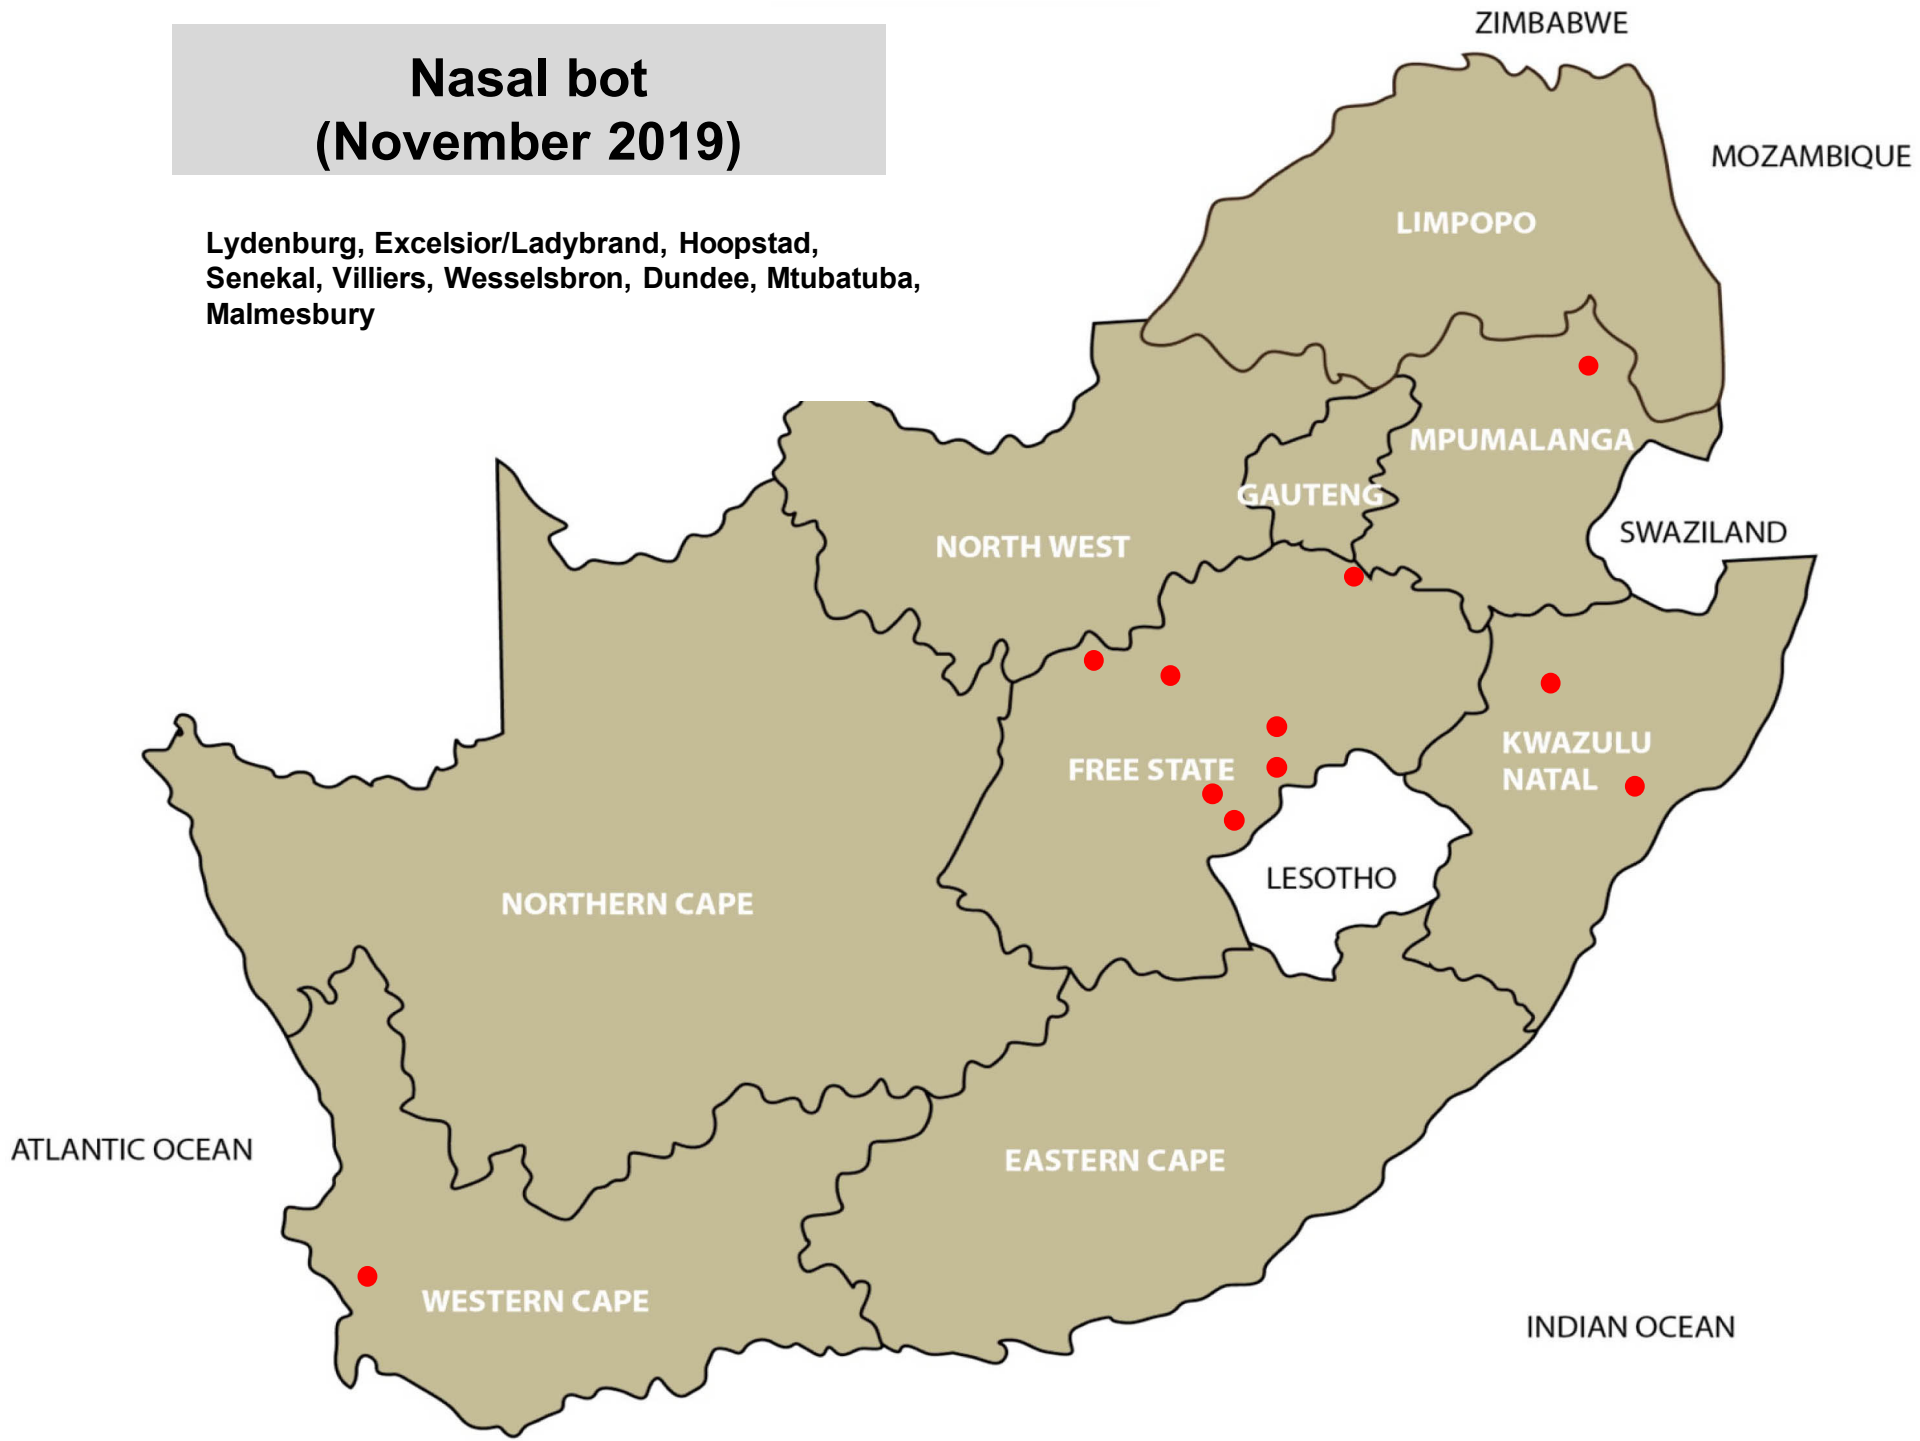 Nasal bot
(November 2019)
Lydenburg, Excelsior/Ladybrand, Hoopstad,
Senekal, Villiers, Wesselsbron, Dundee, Mtubatuba,
Malmesbury
ZIMBABWE
MOZAMBIQUE
LIMPOPO
MPUMALANGA
GAUTENG
SWAZILAND
NORTH WEST
KWAZULU
NATAL
FREE STATE
LESOTHO
NORTHERN CAPE
ATLANTIC OCEAN
EASTERN CAPE
WESTERN CAPE
INDIAN OCEAN